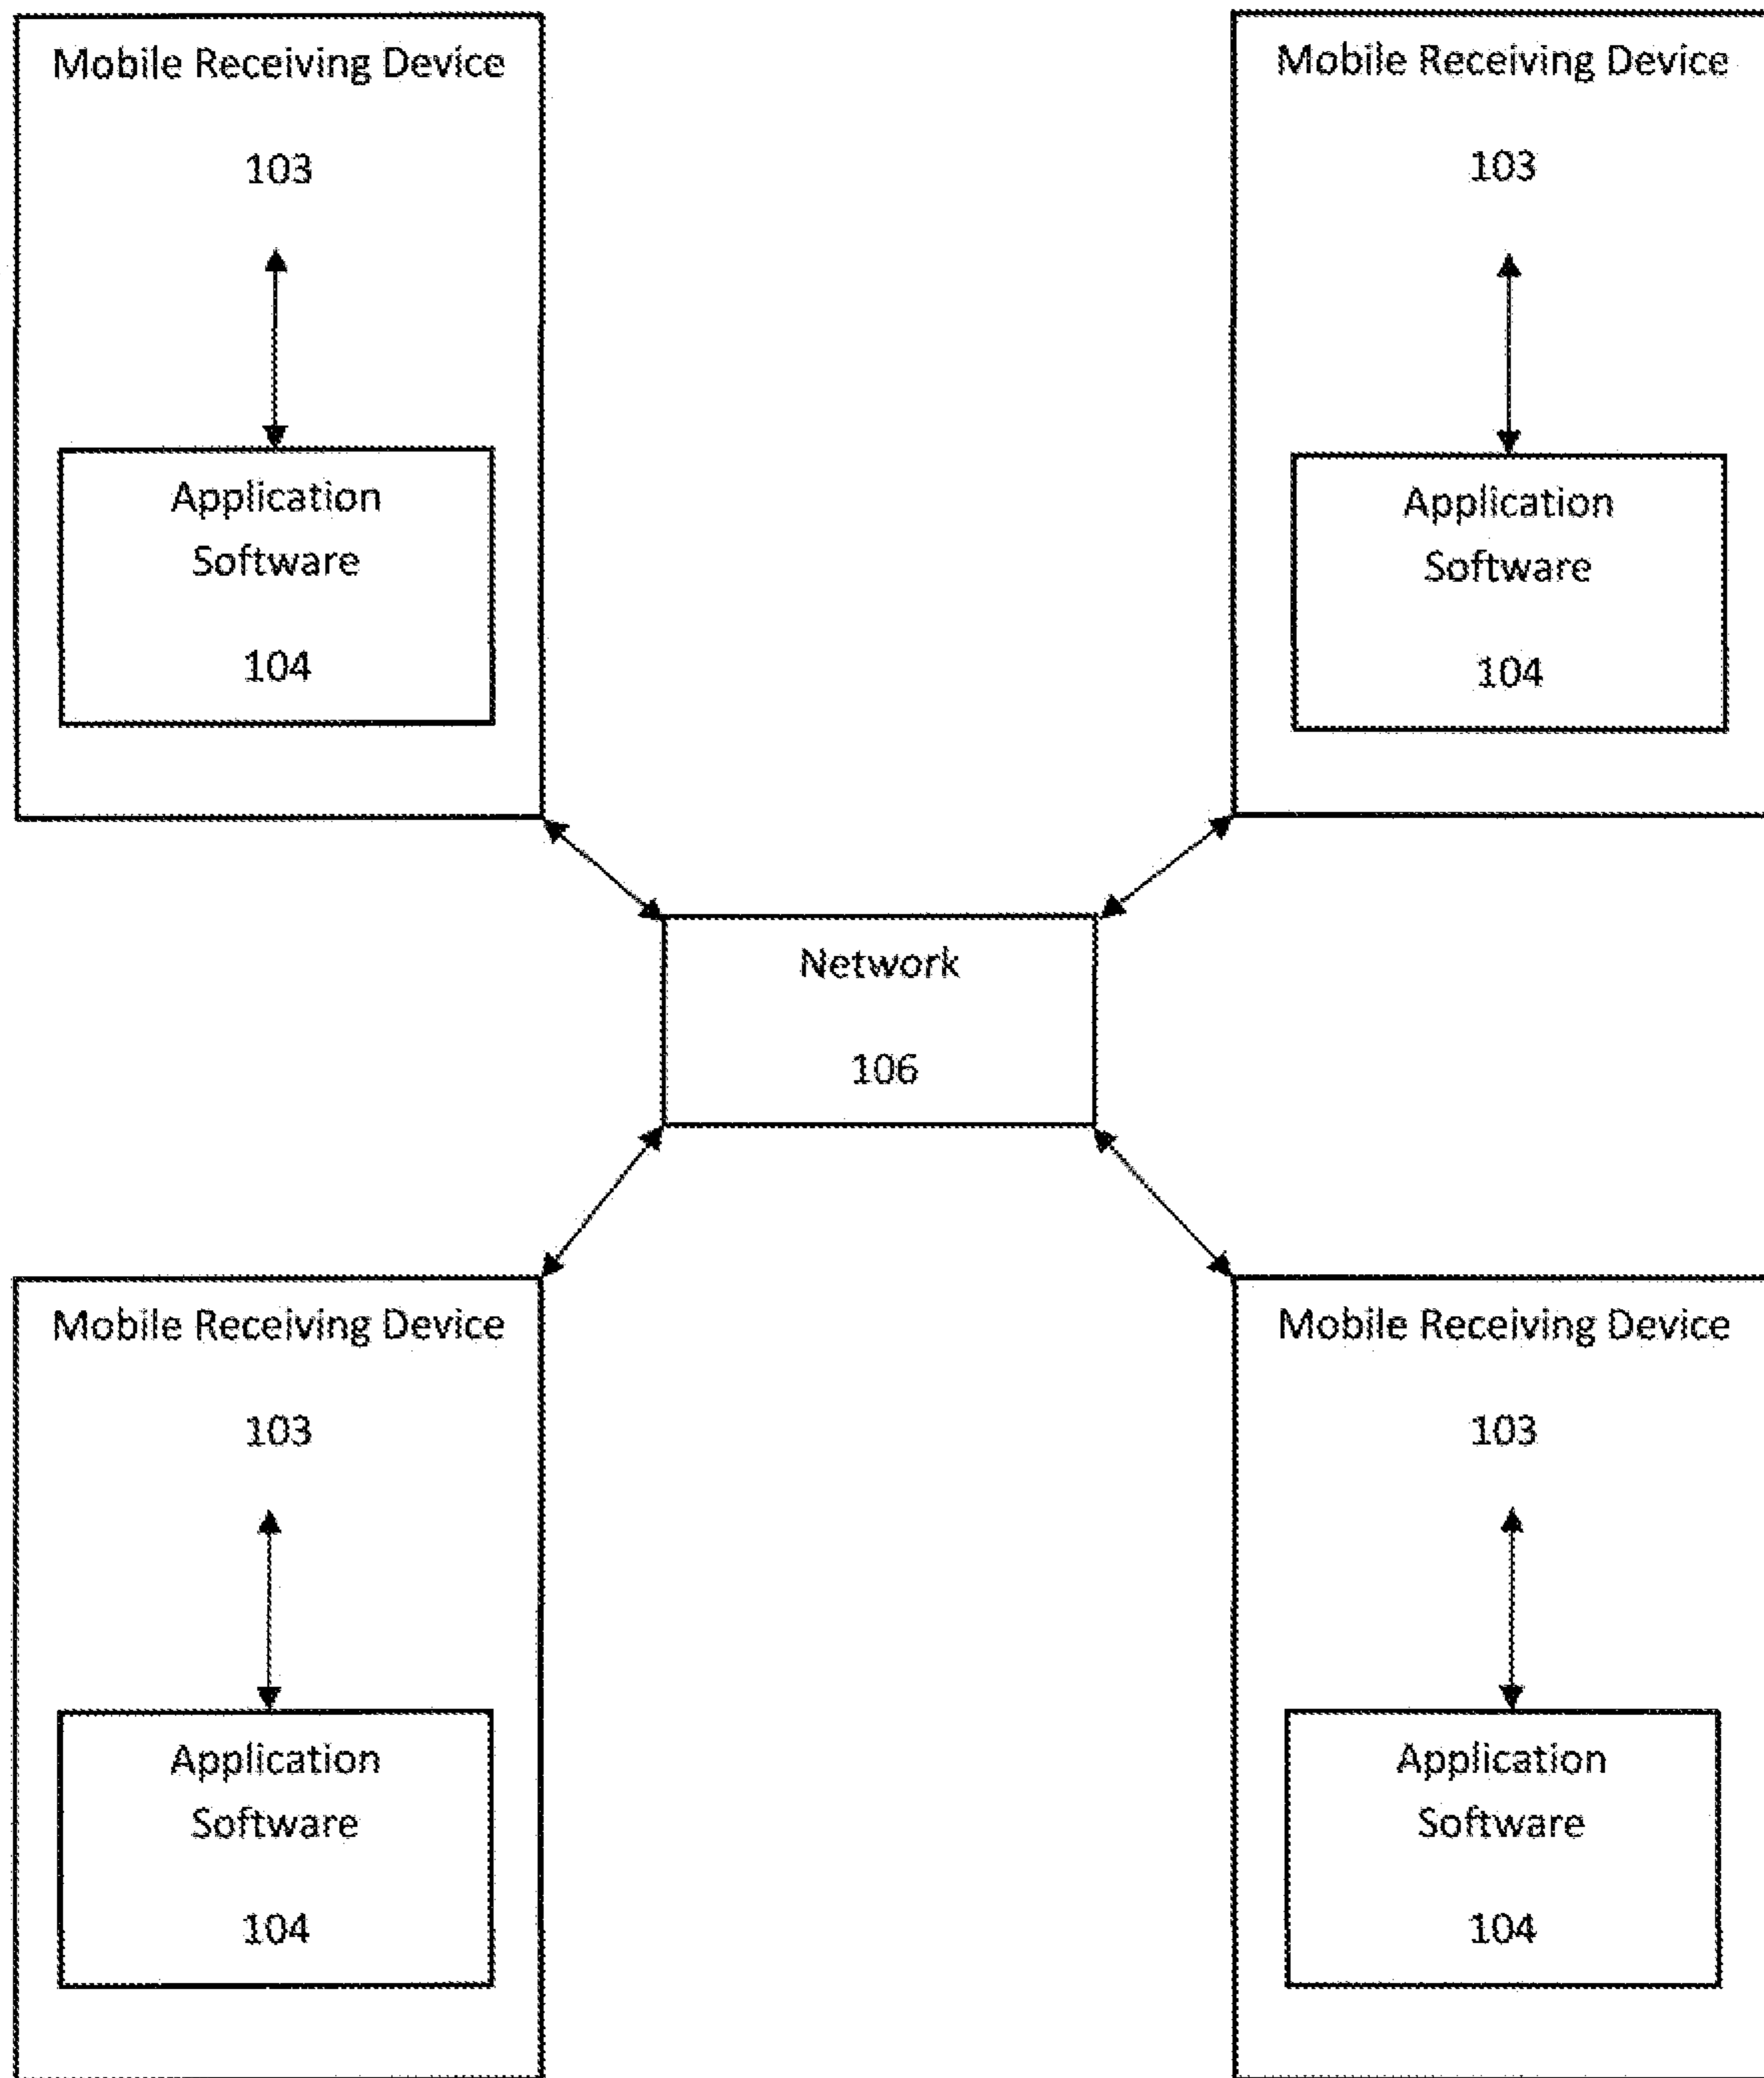 Mobile Receiving Device
103
Application
Software
104
Mobile Receiving Device
103
Application
Software
104
Network
106
Mobile Receiving Device
103
Application
Software
104
Mobile Receiving Device
103
Application
Software
104